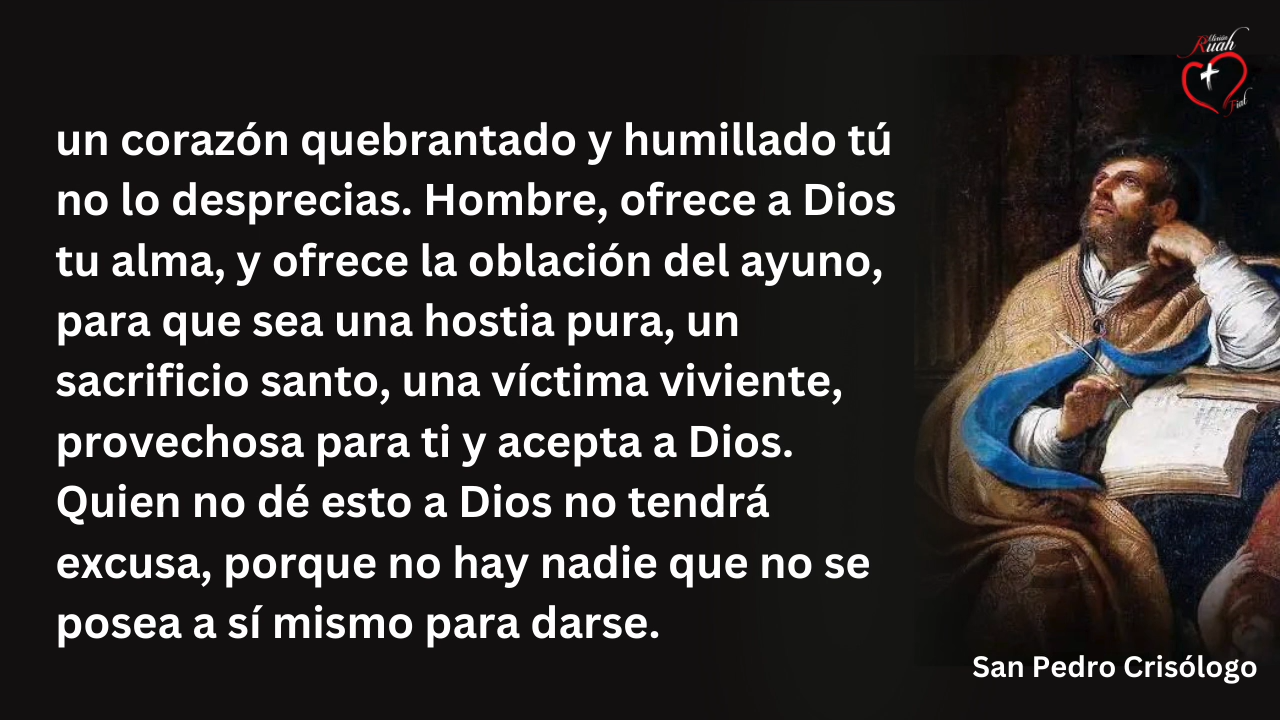 Misión
Ruah
Fiat
un corazón quebrantado y humillado tú
no lo desprecias. Hombre, ofrece a Dios
tu alma, y ofrece la oblación del ayuno,
para que sea una hostia pura, un
sacrificio santo, una víctima viviente,
provechosa para ti y acepta a Dios.
Quien no dé esto a Dios no tendrá
excusa, porque no hay nadie que no se
posea a sí mismo para darse.
San Pedro Crisólogo